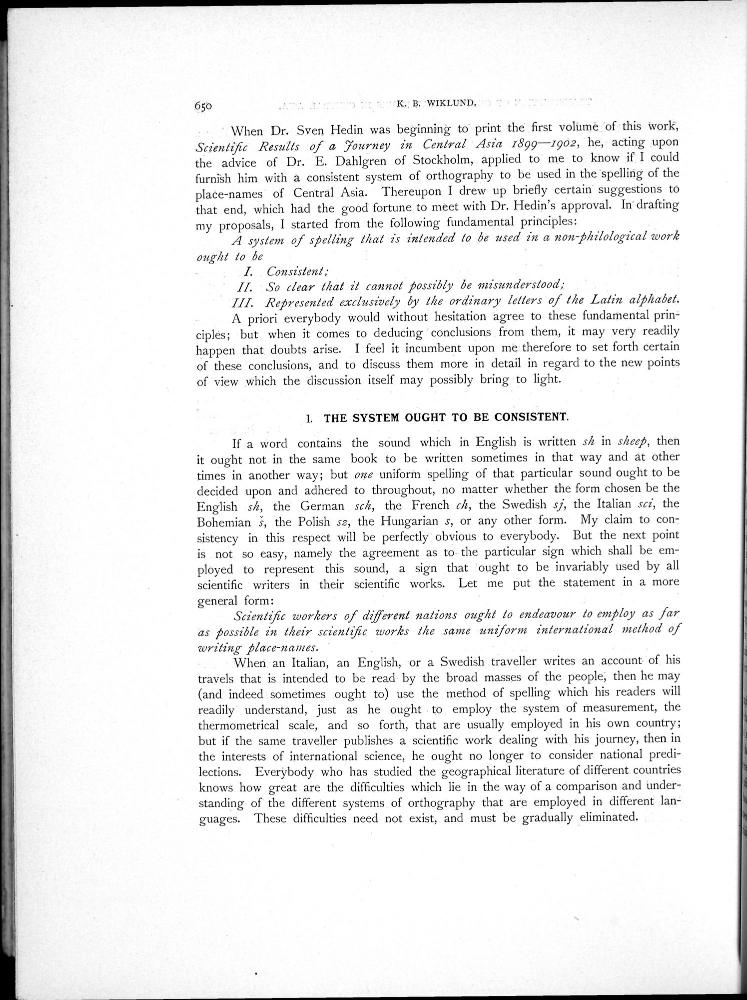 650
K. B. WIKLUND.
When Dr. Sven Hedin was beginning to print the first volume of this work,
Scientific Results of a Journey in Central Asia 1899—1902, he, acting upon
the advice of Dr. E. Dahlgren of Stockholm, applied to me to know if I could
furnish him with a consistent system of orthography to be used in the spelling of the
place-names of Central Asia. Thereupon I drew up briefly certain suggestions to
that end, which had the good fortune to meet with Dr. Hedin's approval. In drafting
my proposals, I started from the following fundamental principles:
A system of spelling that is intended to be used in a non-philological work
ought to be
I. Consistent;
II. So clear that it cannot possibly be misunderstood;
III. Represented exclusively by the ordinary letters of the Latin alphabet.
A priori everybody would without hesitation agree to these fundamental prin-
ciples; but when it comes to deducing conclusions from them, it may very readily
happen that doubts arise. I feel it incumbent upon me therefore to set forth certain
of these conclusions, and to discuss them more in detail in regard to the new points
of view which the discussion itself may possibly bring to light.
1. THE SYSTEM OUGHT TO BE CONSISTENT.
If a word contains the sound which in English is written sh in sheep, then
it ought not in the same book to be written sometimes in that way and at other
times in another way; but one uniform spelling of that particular sound ought to be
decided upon and adhered to throughout, no matter whether the form chosen be the
English sh, the German sch, the French ch, the Swedish sj, the Italian sci, the
Bohemian š, the Polish sz, the Hungarian s, or any other form. My claim to con-
sistency in this respect will be perfectly obvious to everybody. But the next point
is not so easy, namely the agreement as to the particular sign which shall be em-
ployed to represent this sound, a sign that ought to be invariably used by all
scientific writers in their scientific works. Let me put the statement in a more
general form:
Scientific workers of different nations ought to endeavour to employ as far
as possible in their scientific works the same uniform international method of
writing place-names.
When an Italian, an English, or a Swedish traveller writes an account of his
travels that is intended to be read by the broad masses of the people, then he may
(and indeed sometimes ought to) use the method of spelling which his readers will
readily understand, just as he ought to employ the system of measurement, the
thermometrical scale, and so forth, that are usually employed in his own country;
but if the same traveller publishes a scientific work dealing with his journey, then in
the interests of international science, he ought no longer to consider national predi-
lections. Everybody who has studied the geographical literature of different countries
knows how great are the difficulties which lie in the way of a comparison and under-
standing of the different systems of orthography that are employed in different lan-
guages. These difficulties need not exist, and must be gradually eliminated.